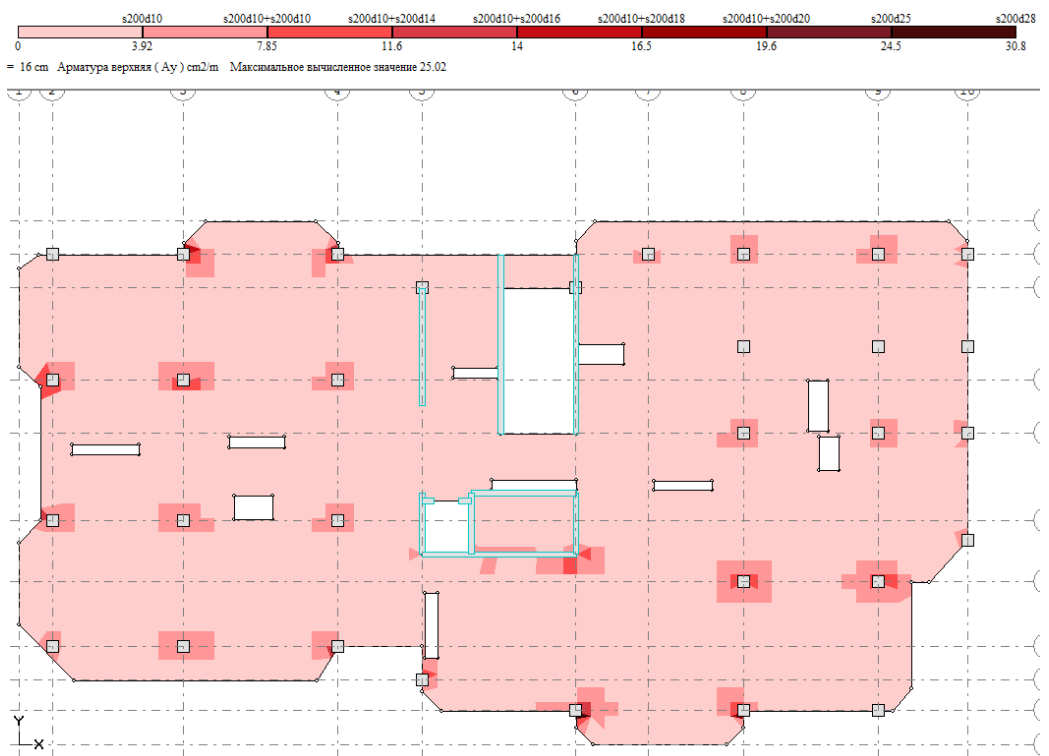 s200d10 s200d10+s200d10 s200d10+s200d14 s200d10+s200d16 s200d10+s200d18 s200d10+s200d20 s200d25 s200d28
0 3.92 7.85 11.6 14 16.5 19.6 24.5 30.8
= 16 cm Арматура верхняя ( Ay ) cm2/m Максимальное вычисленное значение 25.02
1 2 3 4 5 6 7 8 9 10
Y
X